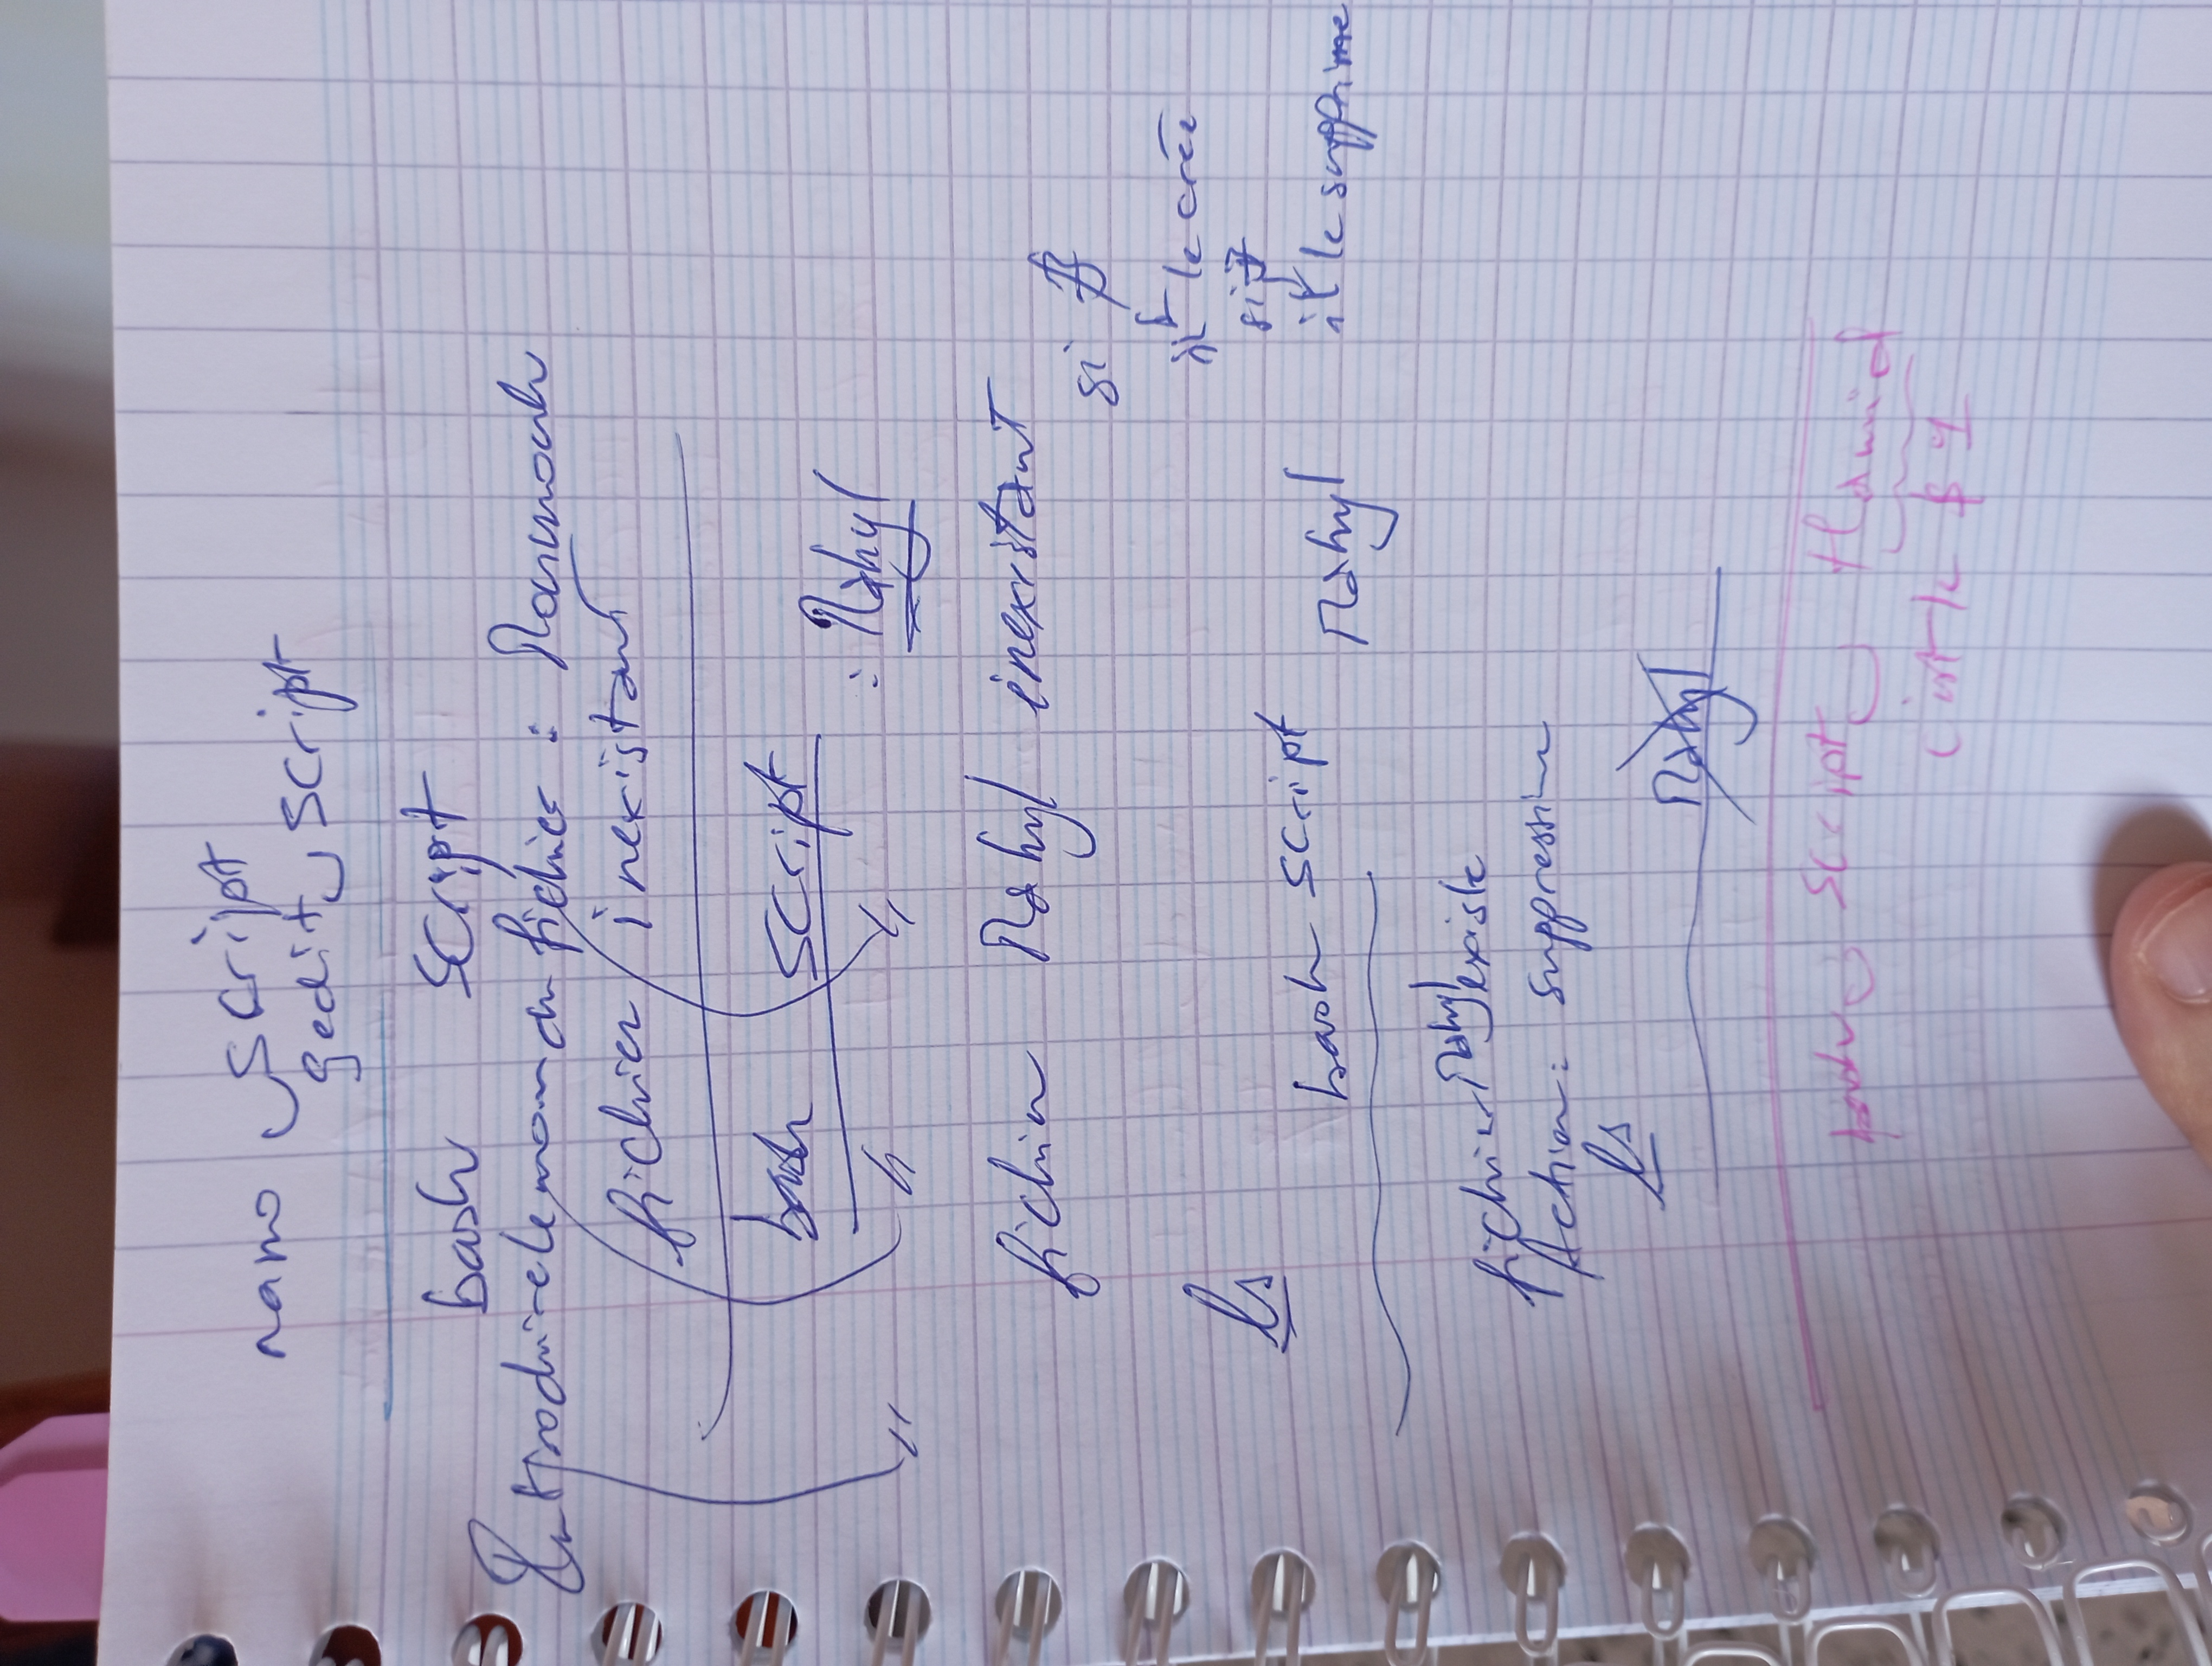 nano script
gedit script
bash script
Introduire le nom du fichier :
fichier inexistant
bash script
" " " : Rahyl
fichier Rahyl inexistant
si ∄
il le crée
ls
si ∃
bash script Rahyl
il le supprime
fichier Rahyl existe
Action : suppression
ls
Rahyl
bash script Hamid
c'est le $1